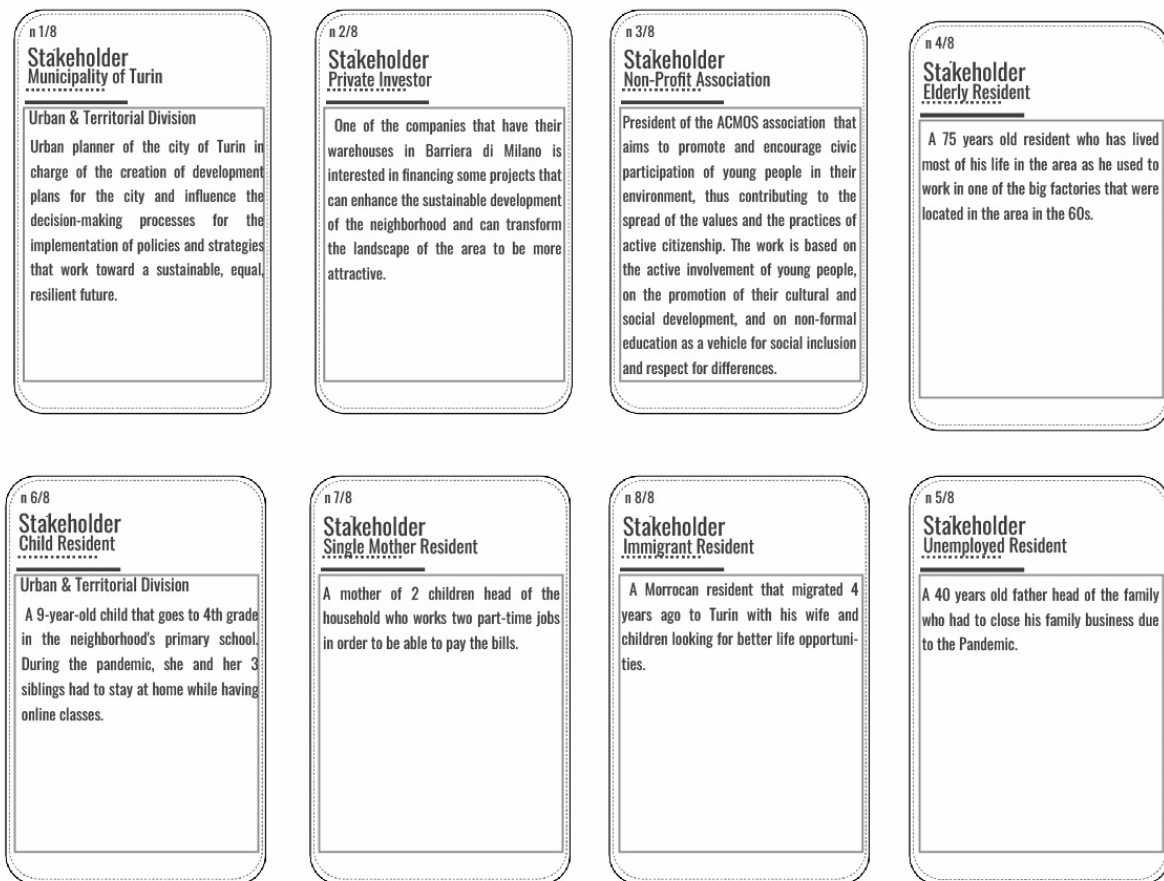 n 1/8
Stakeholder
Municipality of Turin
Urban & Territorial Division
Urban planner of the city of Turin in
charge of the creation of development
plans for the city and influence the
decision-making processes for the
implementation of policies and strategies
that work toward a sustainable, equal,
resilient future.
n 2/8
Stakeholder
Private Investor
One of the companies that have their
warehouses in Barriera di Milano is
interested in financing some projects that
can enhance the sustainable development
of the neighborhood and can transform
the landscape of the area to be more
attractive.
n 3/8
Stakeholder
Non-Profit Association
President of the ACMOS association that
aims to promote and encourage civic
participation of young people in their
environment, thus contributing to the
spread of the values and the practices of
active citizenship. The work is based on
the active involvement of young people,
on the promotion of their cultural and
social development, and on non-formal
education as a vehicle for social inclusion
and respect for differences.
n 4/8
Stakeholder
Elderly Resident
A 75 years old resident who has lived
most of his life in the area as he used to
work in one of the big factories that were
located in the area in the 60s.
n 6/8
Stakeholder
Child Resident
Urban & Territorial Division
A 9-year-old child that goes to 4th grade
in the neighborhood's primary school.
During the pandemic, she and her 3
siblings had to stay at home while having
online classes.
n 7/8
Stakeholder
Single Mother Resident
A mother of 2 children head of the
household who works two part-time jobs
in order to be able to pay the bills.
n 8/8
Stakeholder
Immigrant Resident
A Morrocan resident that migrated 4
years ago to Turin with his wife and
children looking for better life opportuni-
ties.
n 5/8
Stakeholder
Unemployed Resident
A 40 years old father head of the family
who had to close his family business due
to the Pandemic.